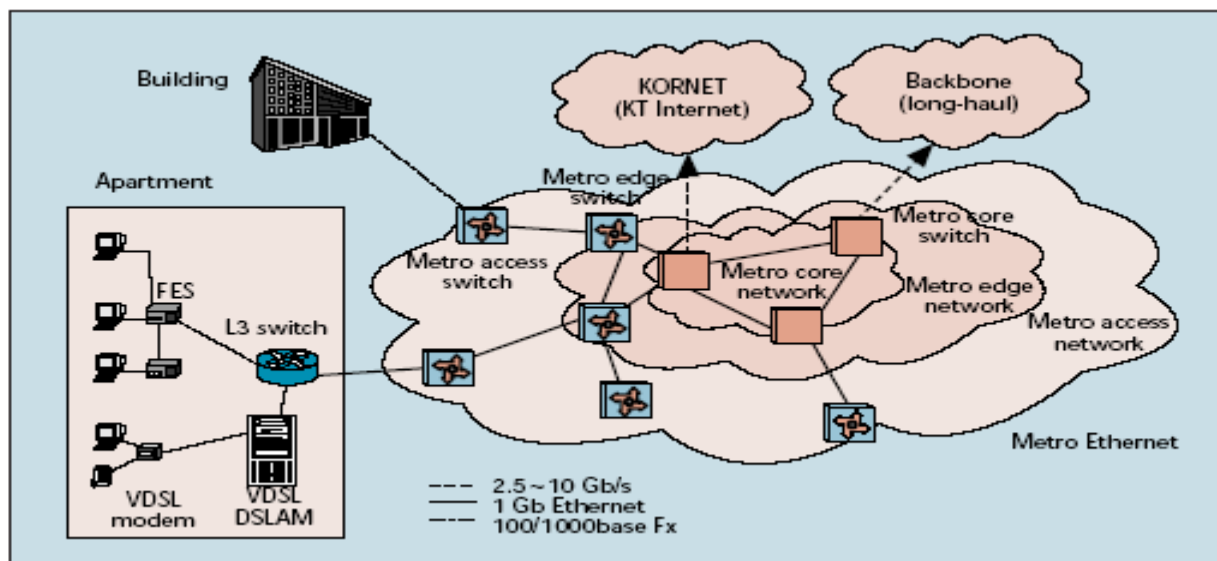 Building
KORNET
(KT Internet)
Backbone
(long-haul)
Apartment
Metro edge
switch
Metro core
switch
Metro access
switch
Metro core
network
Metro edge
network
Metro access
network
FES
L3 switch
Metro Ethernet
VDSL
modem
VDSL
DSLAM
2.5~10 Gb/s
1 Gb Ethernet
100/1000base Fx